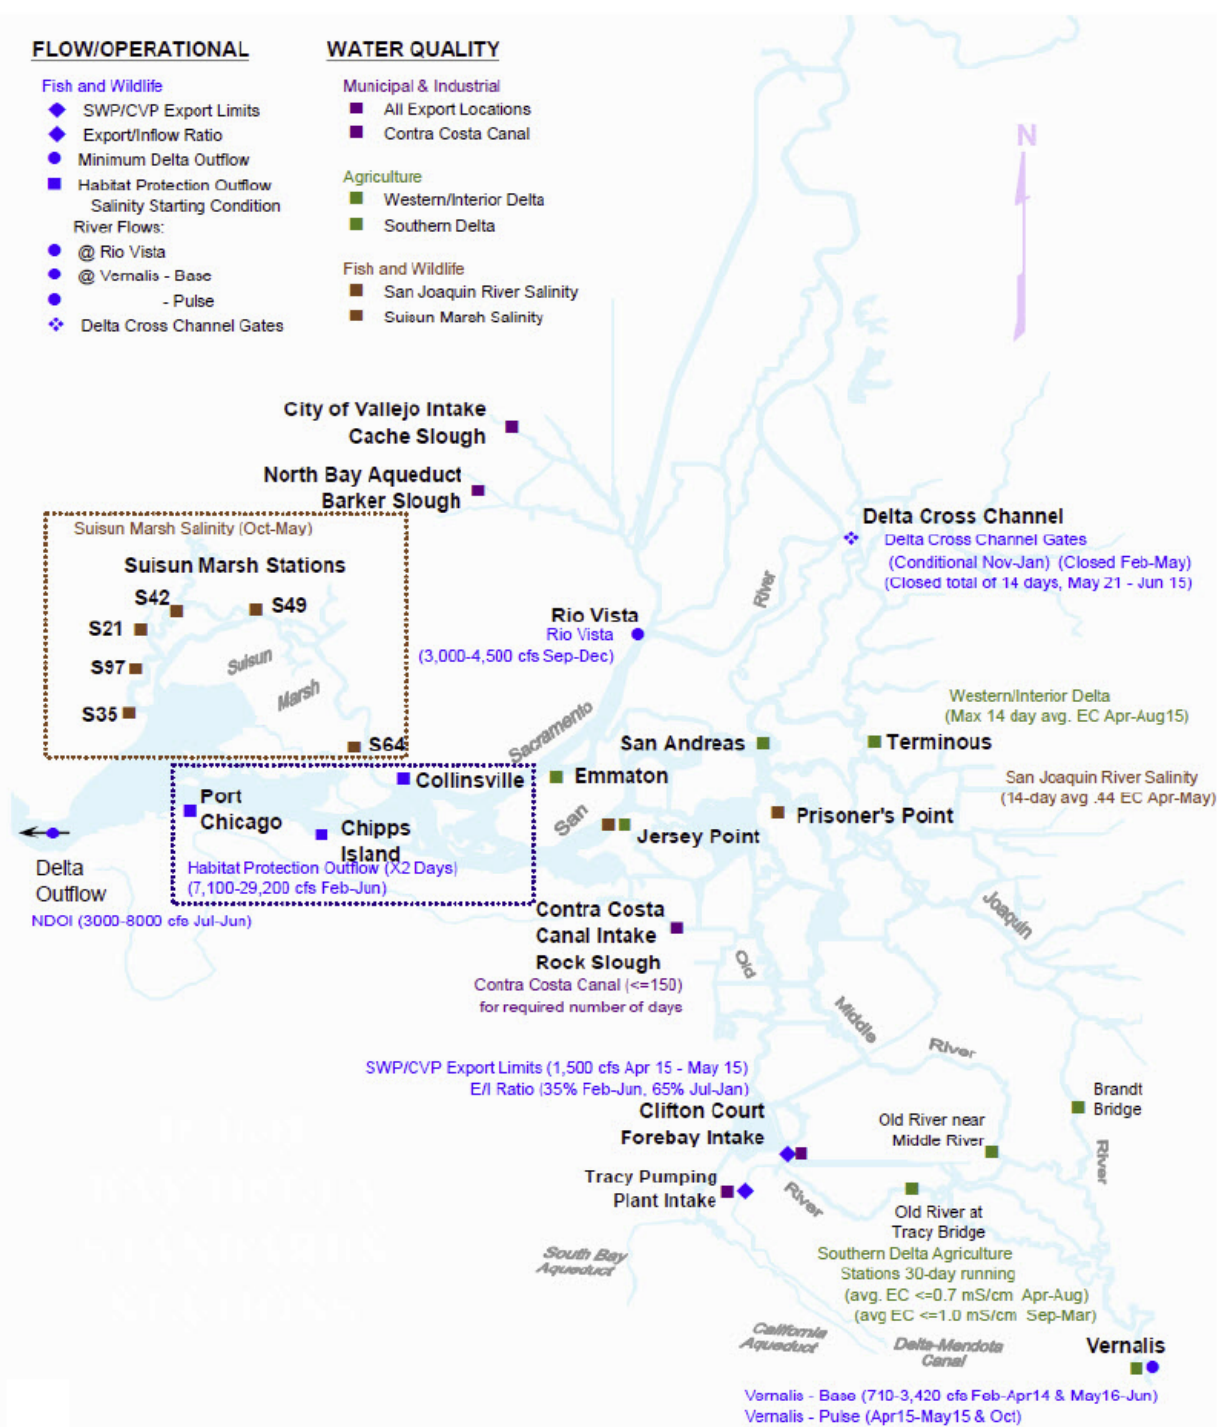 FLOW/OPERATIONAL
Fish and Wildlife
SWP/CVP Export Limits
Export/Inflow Ratio
Minimum Delta Outflow
Habitat Protection Outflow
Salinity Starting Condition
River Flows:
@ Rio Vista
@ Vernalis - Base
- Pulse
Delta Cross Channel Gates
WATER QUALITY
Municipal & Industrial
All Export Locations
Contra Costa Canal
Agriculture
Western/Interior Delta
Southern Delta
Fish and Wildlife
San Joaquin River Salinity
Suisun Marsh Salinity
N
City of Vallejo Intake
Cache Slough
North Bay Aqueduct
Barker Slough
Suisun Marsh Salinity (Oct-May)
Suisun Marsh Stations
S42
S49
S21
S97
S35
S64
Suisun
Marsh
Delta Cross Channel
Delta Cross Channel Gates
(Conditional Nov-Jan) (Closed Feb-May)
(Closed total of 14 days, May 21 - Jun 15)
River
Rio Vista
Rio Vista
(3,000-4,500 cfs Sep-Dec)
Sacramento
Western/Interior Delta
(Max 14 day avg. EC Apr-Aug15)
San Andreas
Terminous
Emmaton
Collinsville
San Joaquin River Salinity
(14-day avg .44 EC Apr-May)
Port
Chicago
Chipps
Island
San
Jersey Point
Prisoner's Point
Habitat Protection Outflow (X2 Days)
(7,100-29,200 cfs Feb-Jun)
Delta
Outflow
NDOI (3000-8000 cfs Jul-Jun)
Contra Costa
Canal Intake
Rock Slough
Contra Costa Canal (<=150)
for required number of days
Old
Joaquin
Middle
River
SWP/CVP Export Limits (1,500 cfs Apr 15 - May 15)
E/I Ratio (35% Feb-Jun, 65% Jul-Jan)
Clifton Court
Forebay Intake
Tracy Pumping
Plant Intake
Old River near
Middle River
Brandt
Bridge
River
River
Old River at
Tracy Bridge
Southern Delta Agriculture
Stations 30-day running
(avg. EC <=0.7 mS/cm Apr-Aug)
(avg EC <=1.0 mS/cm Sep-Mar)
South Bay
Aqueduct
California
Aqueduct
Delta-Mendota
Canal
Vernalis
Vernalis - Base (710-3,420 cfs Feb-Apr14 & May16-Jun)
Vernalis - Pulse (Apr15-May15 & Oct)